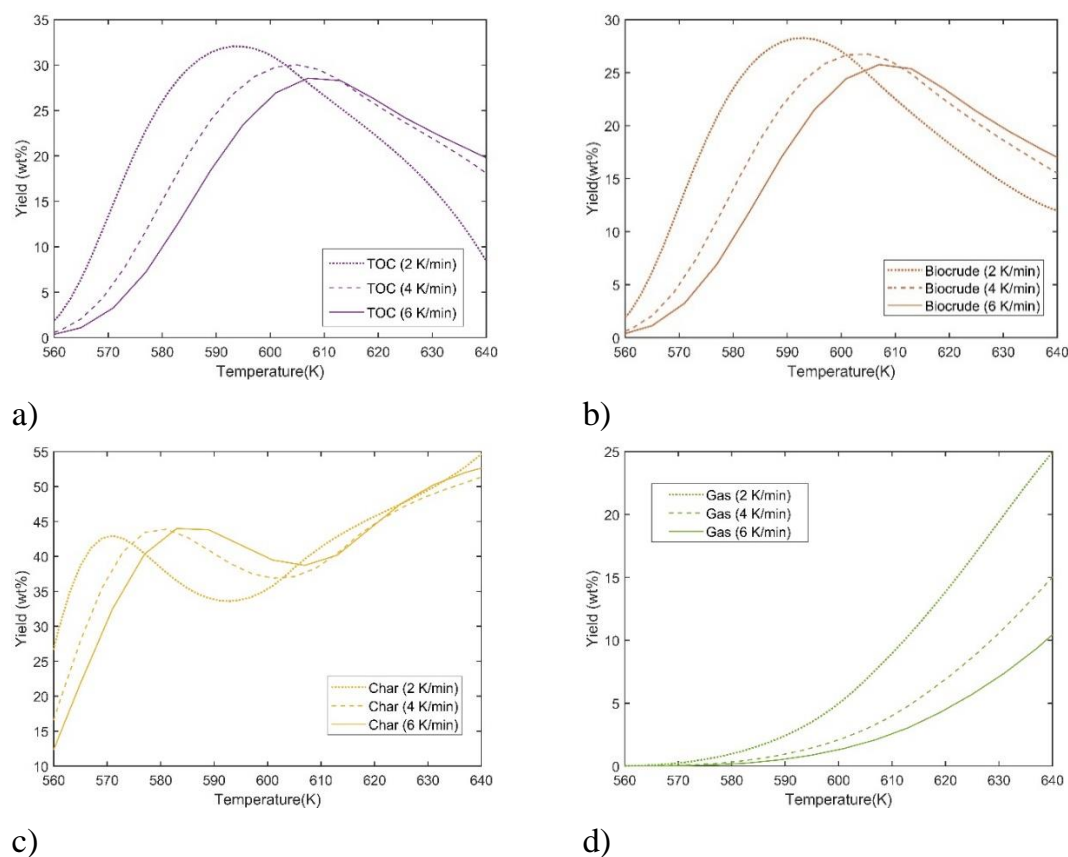 35
30
25
20
15
10
5
0
Yield (wt%)
560 570 580 590 600 610 620 630 640
Temperature(K)
TOC (2 K/min)
TOC (4 K/min)
TOC (6 K/min)
a)
30
25
20
15
10
5
0
Yield(wt%)
560 570 580 590 600 610 620 630 640
Temperature(K)
Biocrude (2 K/min)
Biocrude (4 K/min)
Biocrude (6 K/min)
b)
55
50
45
40
35
30
25
20
15
10
Yield (wt%)
560 570 580 590 600 610 620 630 640
Temperature(K)
Char (2 K/min)
Char (4 K/min)
Char (6 K/min)
c)
25
20
15
10
5
0
Yield (wt%)
560 570 580 590 600 610 620 630 640
Temperature(K)
Gas (2 K/min)
Gas (4 K/min)
Gas (6 K/min)
d)